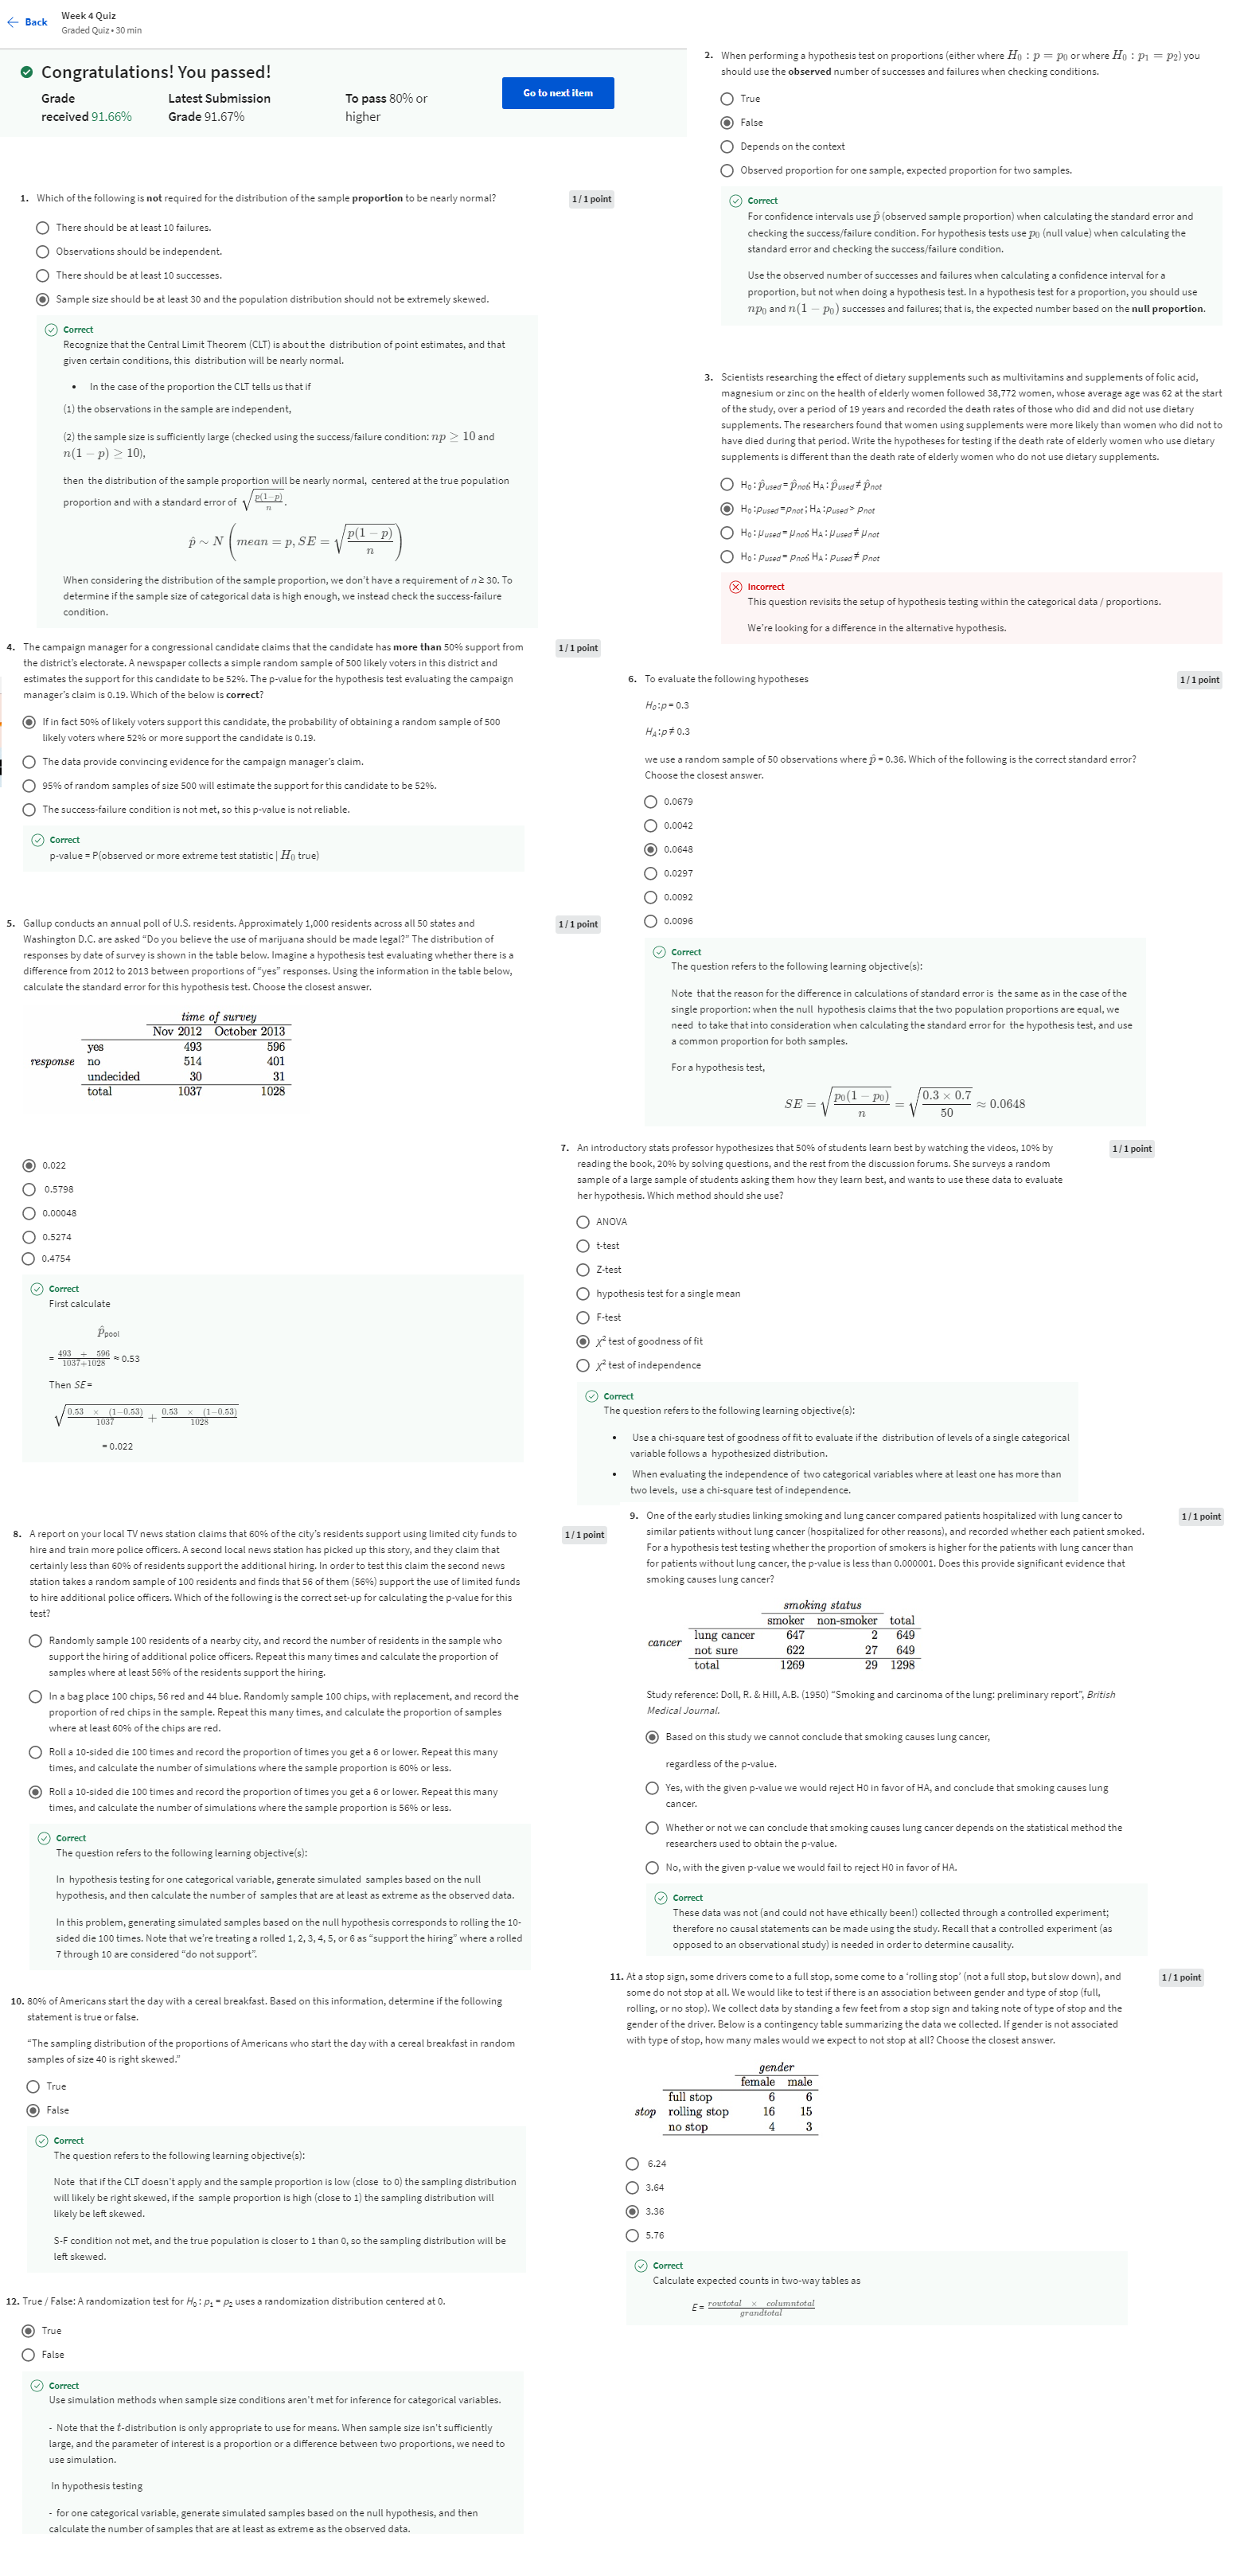 Back
Week 4 Quiz
Graded Quiz • 30 min
Congratulations! You passed!
Grade
received 91.66%
Latest Submission
Grade 91.67%
To pass 80% or
higher
Go to next item
1. Which of the following is not required for the distribution of the sample proportion to be nearly normal?
1 / 1 point
There should be at least 10 failures.
Observations should be independent.
There should be at least 10 successes.
Sample size should be at least 30 and the population distribution should not be extremely skewed.
Correct
Recognize that the Central Limit Theorem (CLT) is about the distribution of point estimates, and that
given certain conditions, this distribution will be nearly normal.
• In the case of the proportion the CLT tells us that if
(1) the observations in the sample are independent,
(2) the sample size is sufficiently large (checked using the success/failure condition: np ≥ 10 and
n(1 − p) ≥ 10),
then the distribution of the sample proportion will be nearly normal, centered at the true population
proportion and with a standard error of √(p(1−p)/n).
p̂ ~ N (mean = p, SE = √(p(1 − p)/n))
When considering the distribution of the sample proportion, we don't have a requirement of n ≥ 30. To
determine if the sample size of categorical data is high enough, we instead check the success-failure
condition.
2. When performing a hypothesis test on proportions (either where H₀ : p = p₀ or where H₀ : p₁ = p₂) you
should use the observed number of successes and failures when checking conditions.
True
False
Depends on the context
Observed proportion for one sample, expected proportion for two samples.
Correct
For confidence intervals use p̂ (observed sample proportion) when calculating the standard error and
checking the success/failure condition. For hypothesis tests use p₀ (null value) when calculating the
standard error and checking the success/failure condition.
Use the observed number of successes and failures when calculating a confidence interval for a
proportion, but not when doing a hypothesis test. In a hypothesis test for a proportion, you should use
np₀ and n(1 − p₀) successes and failures; that is, the expected number based on the null proportion.
3. Scientists researching the effect of dietary supplements such as multivitamins and supplements of folic acid,
magnesium or zinc on the health of elderly women followed 38,772 women, whose average age was 62 at the start
of the study, over a period of 19 years and recorded the death rates of those who did and did not use dietary
supplements. The researchers found that women using supplements were more likely than women who did not to
have died during that period. Write the hypotheses for testing if the death rate of elderly women who use dietary
supplements is different than the death rate of elderly women who do not use dietary supplements.
H₀ : p̂used = p̂not; HA : p̂used ≠ p̂not
H₀ :pused =pnot ; HA :pused > pnot
H₀ : μused = μnot; HA : μused ≠ μnot
H₀ : pused = pnot; HA : pused ≠ pnot
Incorrect
This question revisits the setup of hypothesis testing within the categorical data / proportions.
We're looking for a difference in the alternative hypothesis.
4. The campaign manager for a congressional candidate claims that the candidate has more than 50% support from
the district's electorate. A newspaper collects a simple random sample of 500 likely voters in this district and
estimates the support for this candidate to be 52%. The p-value for the hypothesis test evaluating the campaign
manager's claim is 0.19. Which of the below is correct?
1 / 1 point
If in fact 50% of likely voters support this candidate, the probability of obtaining a random sample of 500
likely voters where 52% or more support the candidate is 0.19.
The data provide convincing evidence for the campaign manager's claim.
95% of random samples of size 500 will estimate the support for this candidate to be 52%.
The success-failure condition is not met, so this p-value is not reliable.
Correct
p-value = P(observed or more extreme test statistic | H₀ true)
5. Gallup conducts an annual poll of U.S. residents. Approximately 1,000 residents across all 50 states and
Washington D.C. are asked “Do you believe the use of marijuana should be made legal?” The distribution of
responses by date of survey is shown in the table below. Imagine a hypothesis test evaluating whether there is a
difference from 2012 to 2013 between proportions of “yes” responses. Using the information in the table below,
calculate the standard error for this hypothesis test. Choose the closest answer.
1 / 1 point
time of survey
Nov 2012 October 2013
yes 493 596
response no 514 401
undecided 30 31
total 1037 1028
0.022
0.5798
0.00048
0.5274
0.4754
Correct
First calculate
p̂pool
= (493 + 596)/(1037+1028) ≈ 0.53
Then SE =
√(0.53 × (1−0.53)/1037 + 0.53 × (1−0.53)/1028)
= 0.022
6. To evaluate the following hypotheses
1 / 1 point
H₀:p = 0.3
HA:p ≠ 0.3
we use a random sample of 50 observations where p̂ = 0.36. Which of the following is the correct standard error?
Choose the closest answer.
0.0679
0.0042
0.0648
0.0297
0.0092
0.0096
Correct
The question refers to the following learning objective(s):
Note that the reason for the difference in calculations of standard error is the same as in the case of the
single proportion: when the null hypothesis claims that the two population proportions are equal, we
need to take that into consideration when calculating the standard error for the hypothesis test, and use
a common proportion for both samples.
For a hypothesis test,
SE = √(p₀(1 − p₀)/n) = √(0.3 × 0.7/50) ≈ 0.0648
7. An introductory stats professor hypothesizes that 50% of students learn best by watching the videos, 10% by
reading the book, 20% by solving questions, and the rest from the discussion forums. She surveys a random
sample of a large sample of students asking them how they learn best, and wants to use these data to evaluate
her hypothesis. Which method should she use?
1 / 1 point
ANOVA
t-test
Z-test
hypothesis test for a single mean
F-test
χ² test of goodness of fit
χ² test of independence
Correct
The question refers to the following learning objective(s):
• Use a chi-square test of goodness of fit to evaluate if the distribution of levels of a single categorical
variable follows a hypothesized distribution.
• When evaluating the independence of two categorical variables where at least one has more than
two levels, use a chi-square test of independence.
8. A report on your local TV news station claims that 60% of the city's residents support using limited city funds to
hire and train more police officers. A second local news station has picked up this story, and they claim that
certainly less than 60% of residents support the additional hiring. In order to test this claim the second news
station takes a random sample of 100 residents and finds that 56 of them (56%) support the use of limited funds
to hire additional police officers. Which of the following is the correct set-up for calculating the p-value for this
test?
1 / 1 point
Randomly sample 100 residents of a nearby city, and record the number of residents in the sample who
support the hiring of additional police officers. Repeat this many times and calculate the proportion of
samples where at least 56% of the residents support the hiring.
In a bag place 100 chips, 56 red and 44 blue. Randomly sample 100 chips, with replacement, and record the
proportion of red chips in the sample. Repeat this many times, and calculate the proportion of samples
where at least 60% of the chips are red.
Roll a 10-sided die 100 times and record the proportion of times you get a 6 or lower. Repeat this many
times, and calculate the number of simulations where the sample proportion is 60% or less.
Roll a 10-sided die 100 times and record the proportion of times you get a 6 or lower. Repeat this many
times, and calculate the number of simulations where the sample proportion is 56% or less.
Correct
The question refers to the following learning objective(s):
In hypothesis testing for one categorical variable, generate simulated samples based on the null
hypothesis, and then calculate the number of samples that are at least as extreme as the observed data.
In this problem, generating simulated samples based on the null hypothesis corresponds to rolling the 10-
sided die 100 times. Note that we're treating a rolled 1, 2, 3, 4, 5, or 6 as “support the hiring” where a rolled
7 through 10 are considered “do not support”.
9. One of the early studies linking smoking and lung cancer compared patients hospitalized with lung cancer to
similar patients without lung cancer (hospitalized for other reasons), and recorded whether each patient smoked.
For a hypothesis test testing whether the proportion of smokers is higher for the patients with lung cancer than
for patients without lung cancer, the p-value is less than 0.000001. Does this provide significant evidence that
smoking causes lung cancer?
1 / 1 point
smoking status
smoker non-smoker total
lung cancer 647 2 649
cancer not sure 622 27 649
total 1269 29 1298
Study reference: Doll, R. & Hill, A.B. (1950) “Smoking and carcinoma of the lung: preliminary report”, British
Medical Journal.
Based on this study we cannot conclude that smoking causes lung cancer,
regardless of the p-value.
Yes, with the given p-value we would reject H0 in favor of HA, and conclude that smoking causes lung
cancer.
Whether or not we can conclude that smoking causes lung cancer depends on the statistical method the
researchers used to obtain the p-value.
No, with the given p-value we would fail to reject H0 in favor of HA.
Correct
These data was not (and could not have ethically been!) collected through a controlled experiment;
therefore no causal statements can be made using the study. Recall that a controlled experiment (as
opposed to an observational study) is needed in order to determine causality.
10. 80% of Americans start the day with a cereal breakfast. Based on this information, determine if the following
statement is true or false.
“The sampling distribution of the proportions of Americans who start the day with a cereal breakfast in random
samples of size 40 is right skewed.”
True
False
Correct
The question refers to the following learning objective(s):
Note that if the CLT doesn't apply and the sample proportion is low (close to 0) the sampling distribution
will likely be right skewed, if the sample proportion is high (close to 1) the sampling distribution will
likely be left skewed.
S-F condition not met, and the true population is closer to 1 than 0, so the sampling distribution will be
left skewed.
11. At a stop sign, some drivers come to a full stop, some come to a 'rolling stop' (not a full stop, but slow down), and
some do not stop at all. We would like to test if there is an association between gender and type of stop (full,
rolling, or no stop). We collect data by standing a few feet from a stop sign and taking note of type of stop and the
gender of the driver. Below is a contingency table summarizing the data we collected. If gender is not associated
with type of stop, how many males would we expect to not stop at all? Choose the closest answer.
1 / 1 point
gender
female male
full stop 6 6
stop rolling stop 16 15
no stop 4 3
6.24
3.64
3.36
5.76
Correct
Calculate expected counts in two-way tables as
E = (rowtotal × columntotal)/grandtotal
12. True / False: A randomization test for H₀ : p₁ = p₂ uses a randomization distribution centered at 0.
True
False
Correct
Use simulation methods when sample size conditions aren't met for inference for categorical variables.
- Note that the t-distribution is only appropriate to use for means. When sample size isn't sufficiently
large, and the parameter of interest is a proportion or a difference between two proportions, we need to
use simulation.
In hypothesis testing
- for one categorical variable, generate simulated samples based on the null hypothesis, and then
calculate the number of samples that are at least as extreme as the observed data.